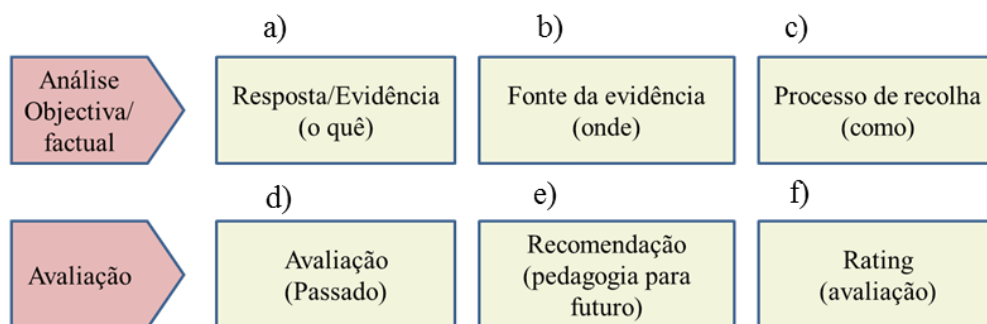 a)
b)
c)
Análise
Objectiva/
factual
Resposta/Evidência
(o quê)
Fonte da evidência
(onde)
Processo de recolha
(como)
d)
e)
f)
Avaliação
Avaliação
(Passado)
Recomendação
(pedagogia para
futuro)
Rating
(avaliação)